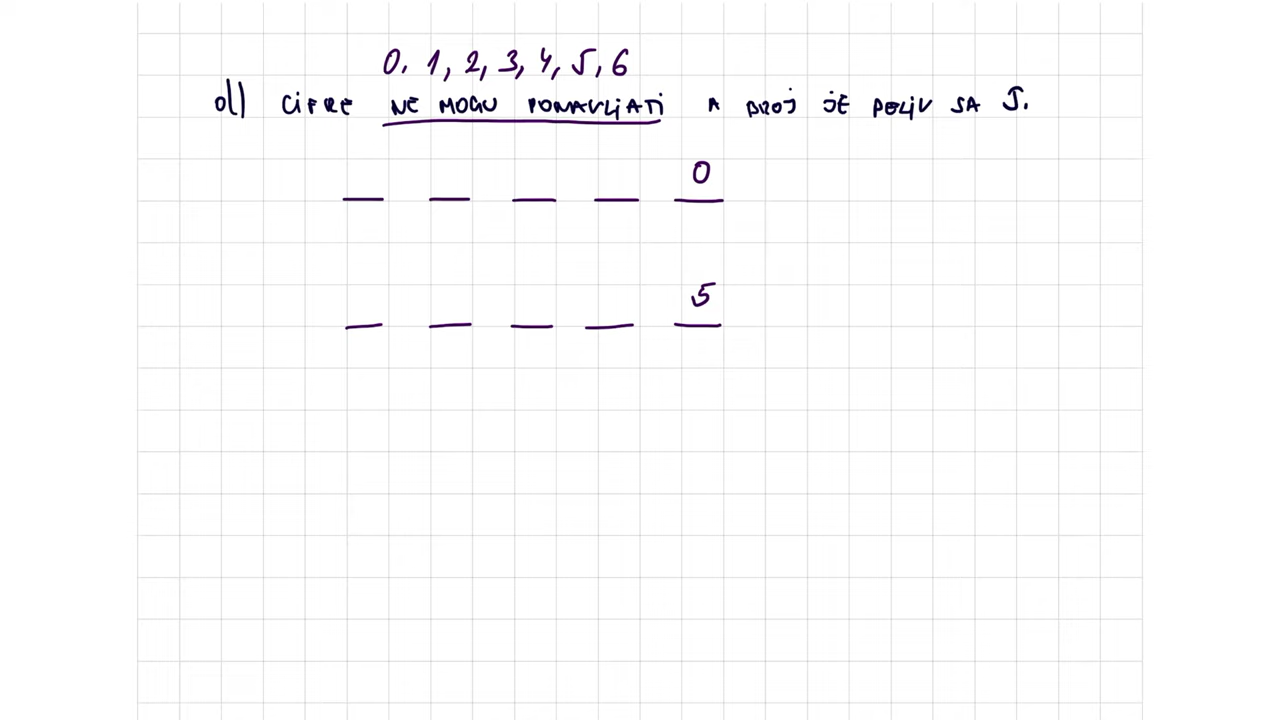 0, 1, 2, 3, 4, 5, 6
d) CIFRE NE MOGU PONAVLJATI A BROJ JE DELJIV SA 5.
0
5